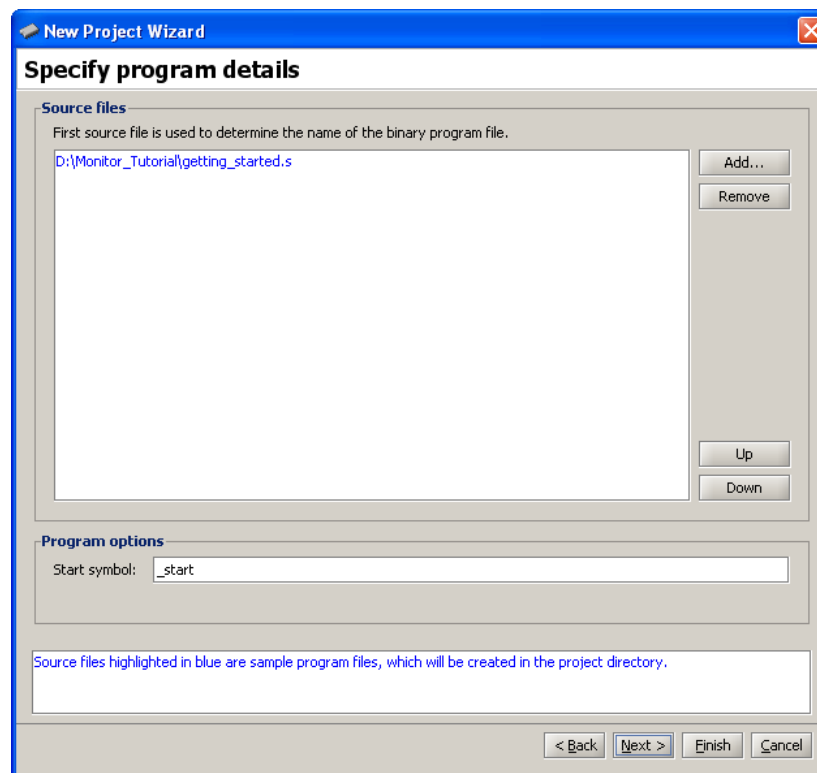 New Project Wizard
Specify program details
Source files
First source file is used to determine the name of the binary program file.
D:\Monitor_Tutorial\getting_started.s
Add...
Remove
Up
Down
Program options
Start symbol: _start
Source files highlighted in blue are sample program files, which will be created in the project directory.
< Back Next > Finish Cancel